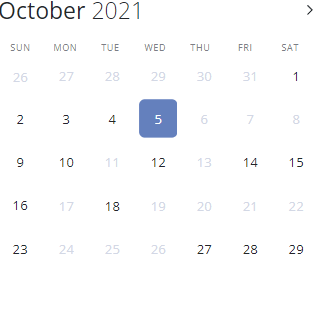 October 2021
SUN MON TUE WED THU FRI SAT
26 27 28 29 30 31 1
2 3 4 5 6 7 8
9 10 11 12 13 14 15
16 17 18 19 20 21 22
23 24 25 26 27 28 29